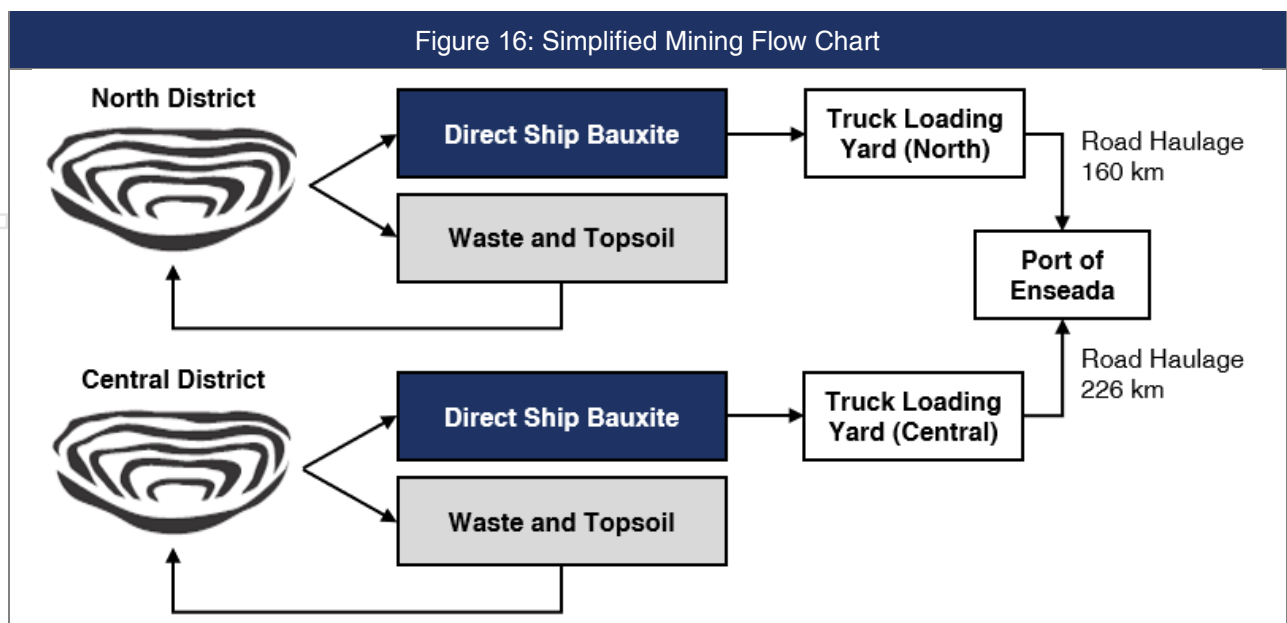 Figure 16: Simplified Mining Flow Chart
North District
Direct Ship Bauxite
Waste and Topsoil
Truck Loading
Yard (North)
Road Haulage
160 km
Port of
Enseada
Central District
Direct Ship Bauxite
Waste and Topsoil
Truck Loading
Yard (Central)
Road Haulage
226 km